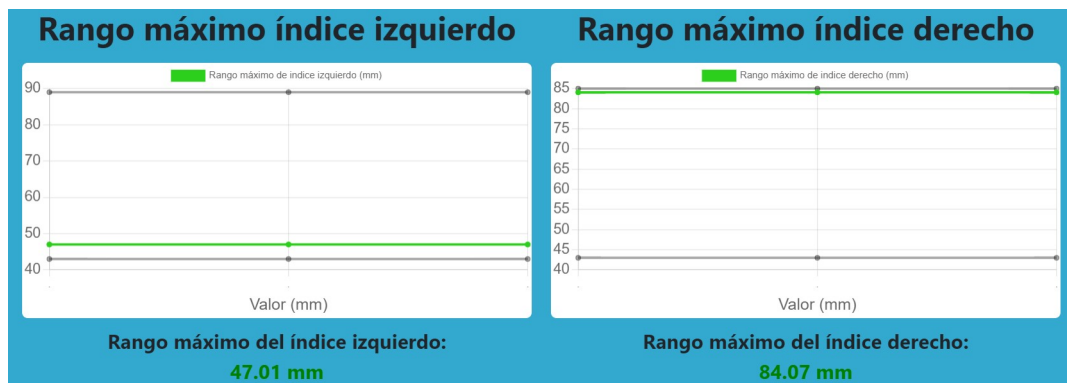 Rango máximo índice izquierdo
Rango máximo de indice izquierdo (mm)
90
80
70
60
50
40
Valor (mm)
Rango máximo del índice izquierdo:
47.01 mm
Rango máximo índice derecho
Rango máximo de indice derecho (mm)
85
80
75
70
65
60
55
50
45
40
Valor (mm)
Rango máximo del índice derecho:
84.07 mm